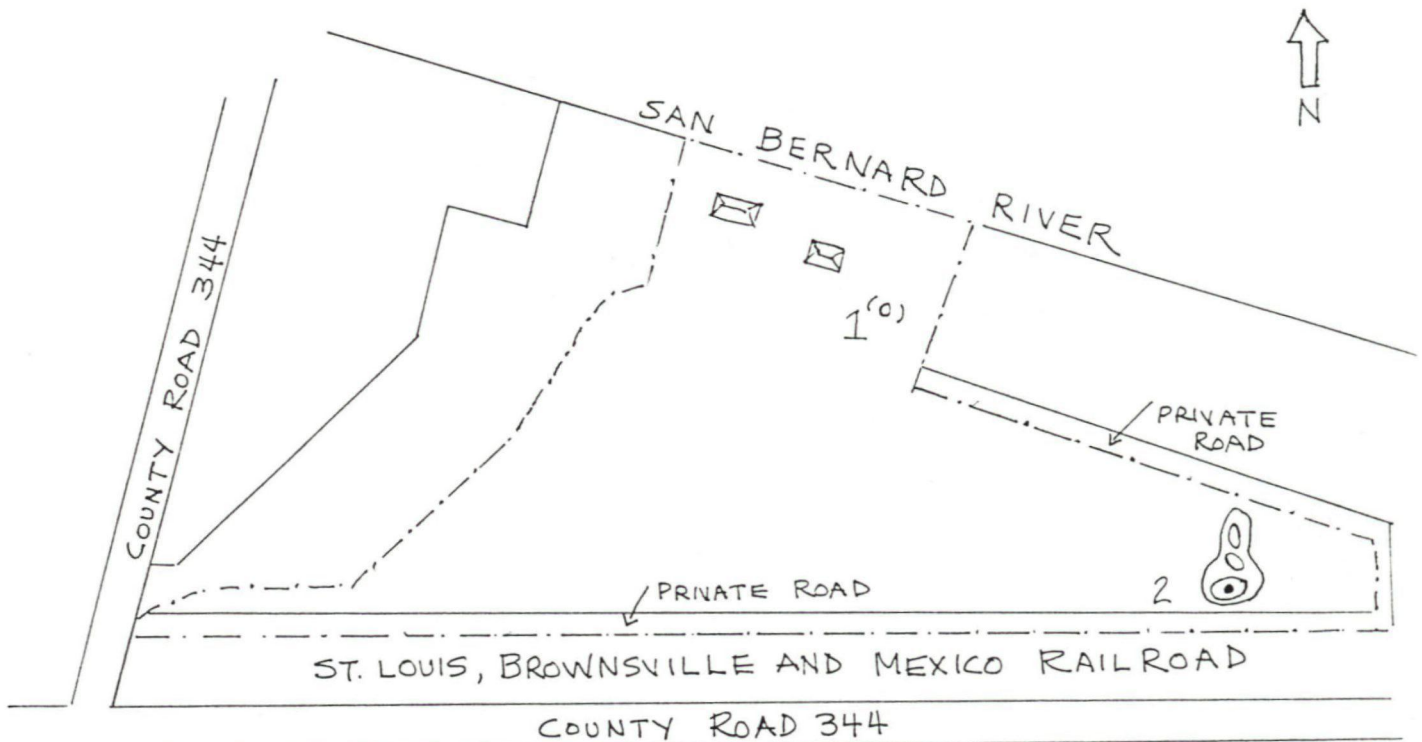 N
SAN BERNARD RIVER
COUNTY ROAD 344
1(0)
PRIVATE
ROAD
2
PRIVATE ROAD
ST. LOUIS, BROWNSVILLE AND MEXICO RAILROAD
COUNTY ROAD 344